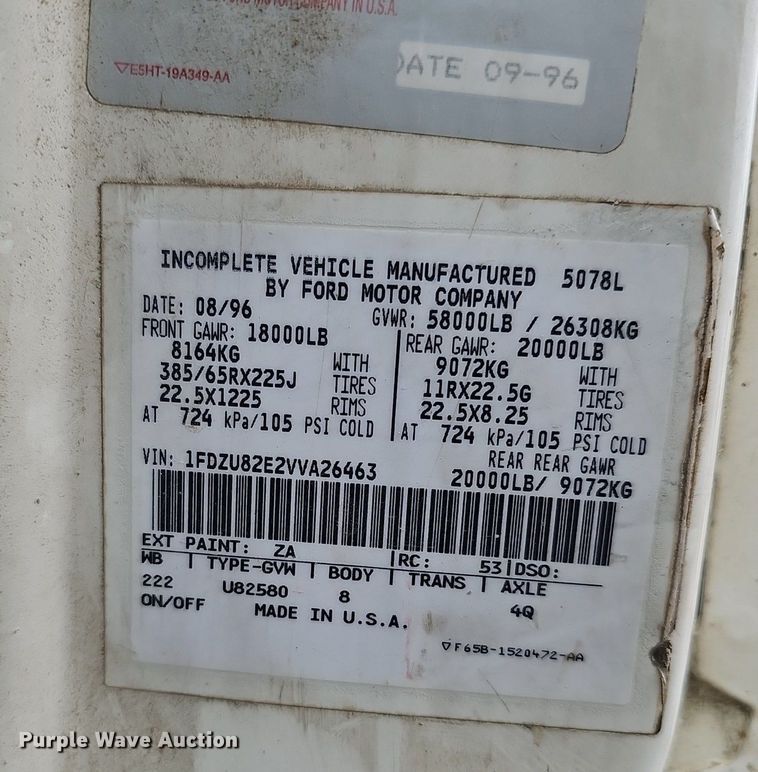 MOTOR COMPANY IN U.S.A.
▽E5HT-19A349-AA
DATE 09-96
INCOMPLETE VEHICLE MANUFACTURED 5078L
BY FORD MOTOR COMPANY
DATE: 08/96 GVWR: 58000LB / 26308KG
FRONT GAWR: 18000LB
8164KG WITH
385/65RX225J TIRES
22.5X1225 RIMS
AT 724 kPa/105 PSI COLD
REAR GAWR: 20000LB
9072KG WITH
11RX22.5G TIRES
22.5X8.25 RIMS
AT 724 kPa/105 PSI COLD
VIN: 1FDZU82E2VVA26463
REAR REAR GAWR
20000LB/ 9072KG
EXT PAINT: ZA RC: 53 DSO:
WB TYPE-GVW BODY TRANS AXLE
222 U82580 8 4Q
ON/OFF MADE IN U.S.A.
▽F65B-1520472-AA
Purple Wave Auction